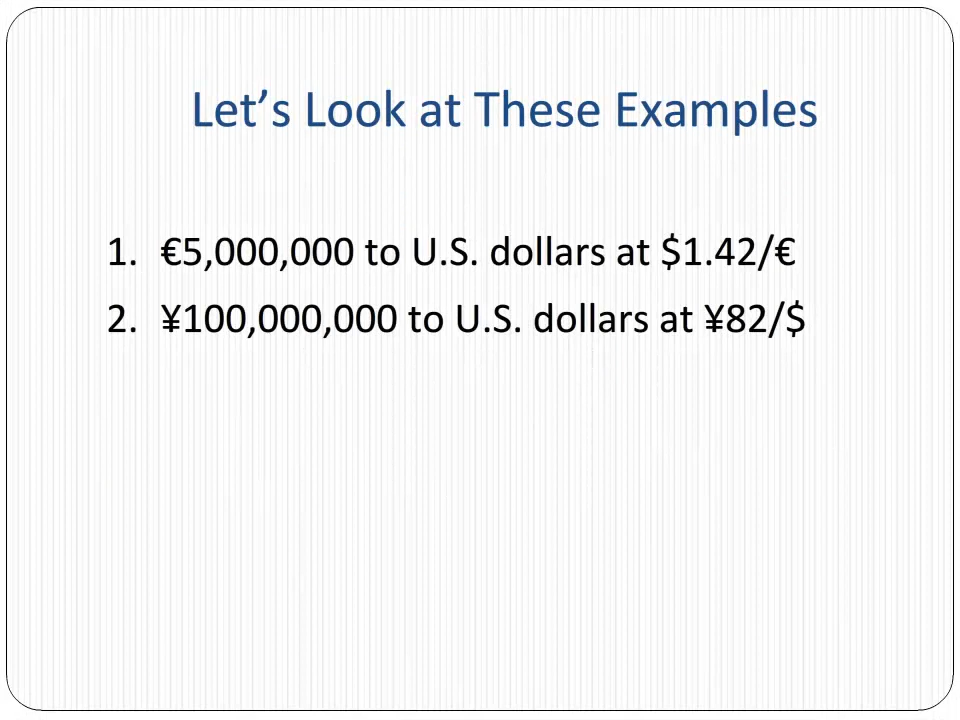 Let’s Look at These Examples
1. €5,000,000 to U.S. dollars at $1.42/€
2. ¥100,000,000 to U.S. dollars at ¥82/$